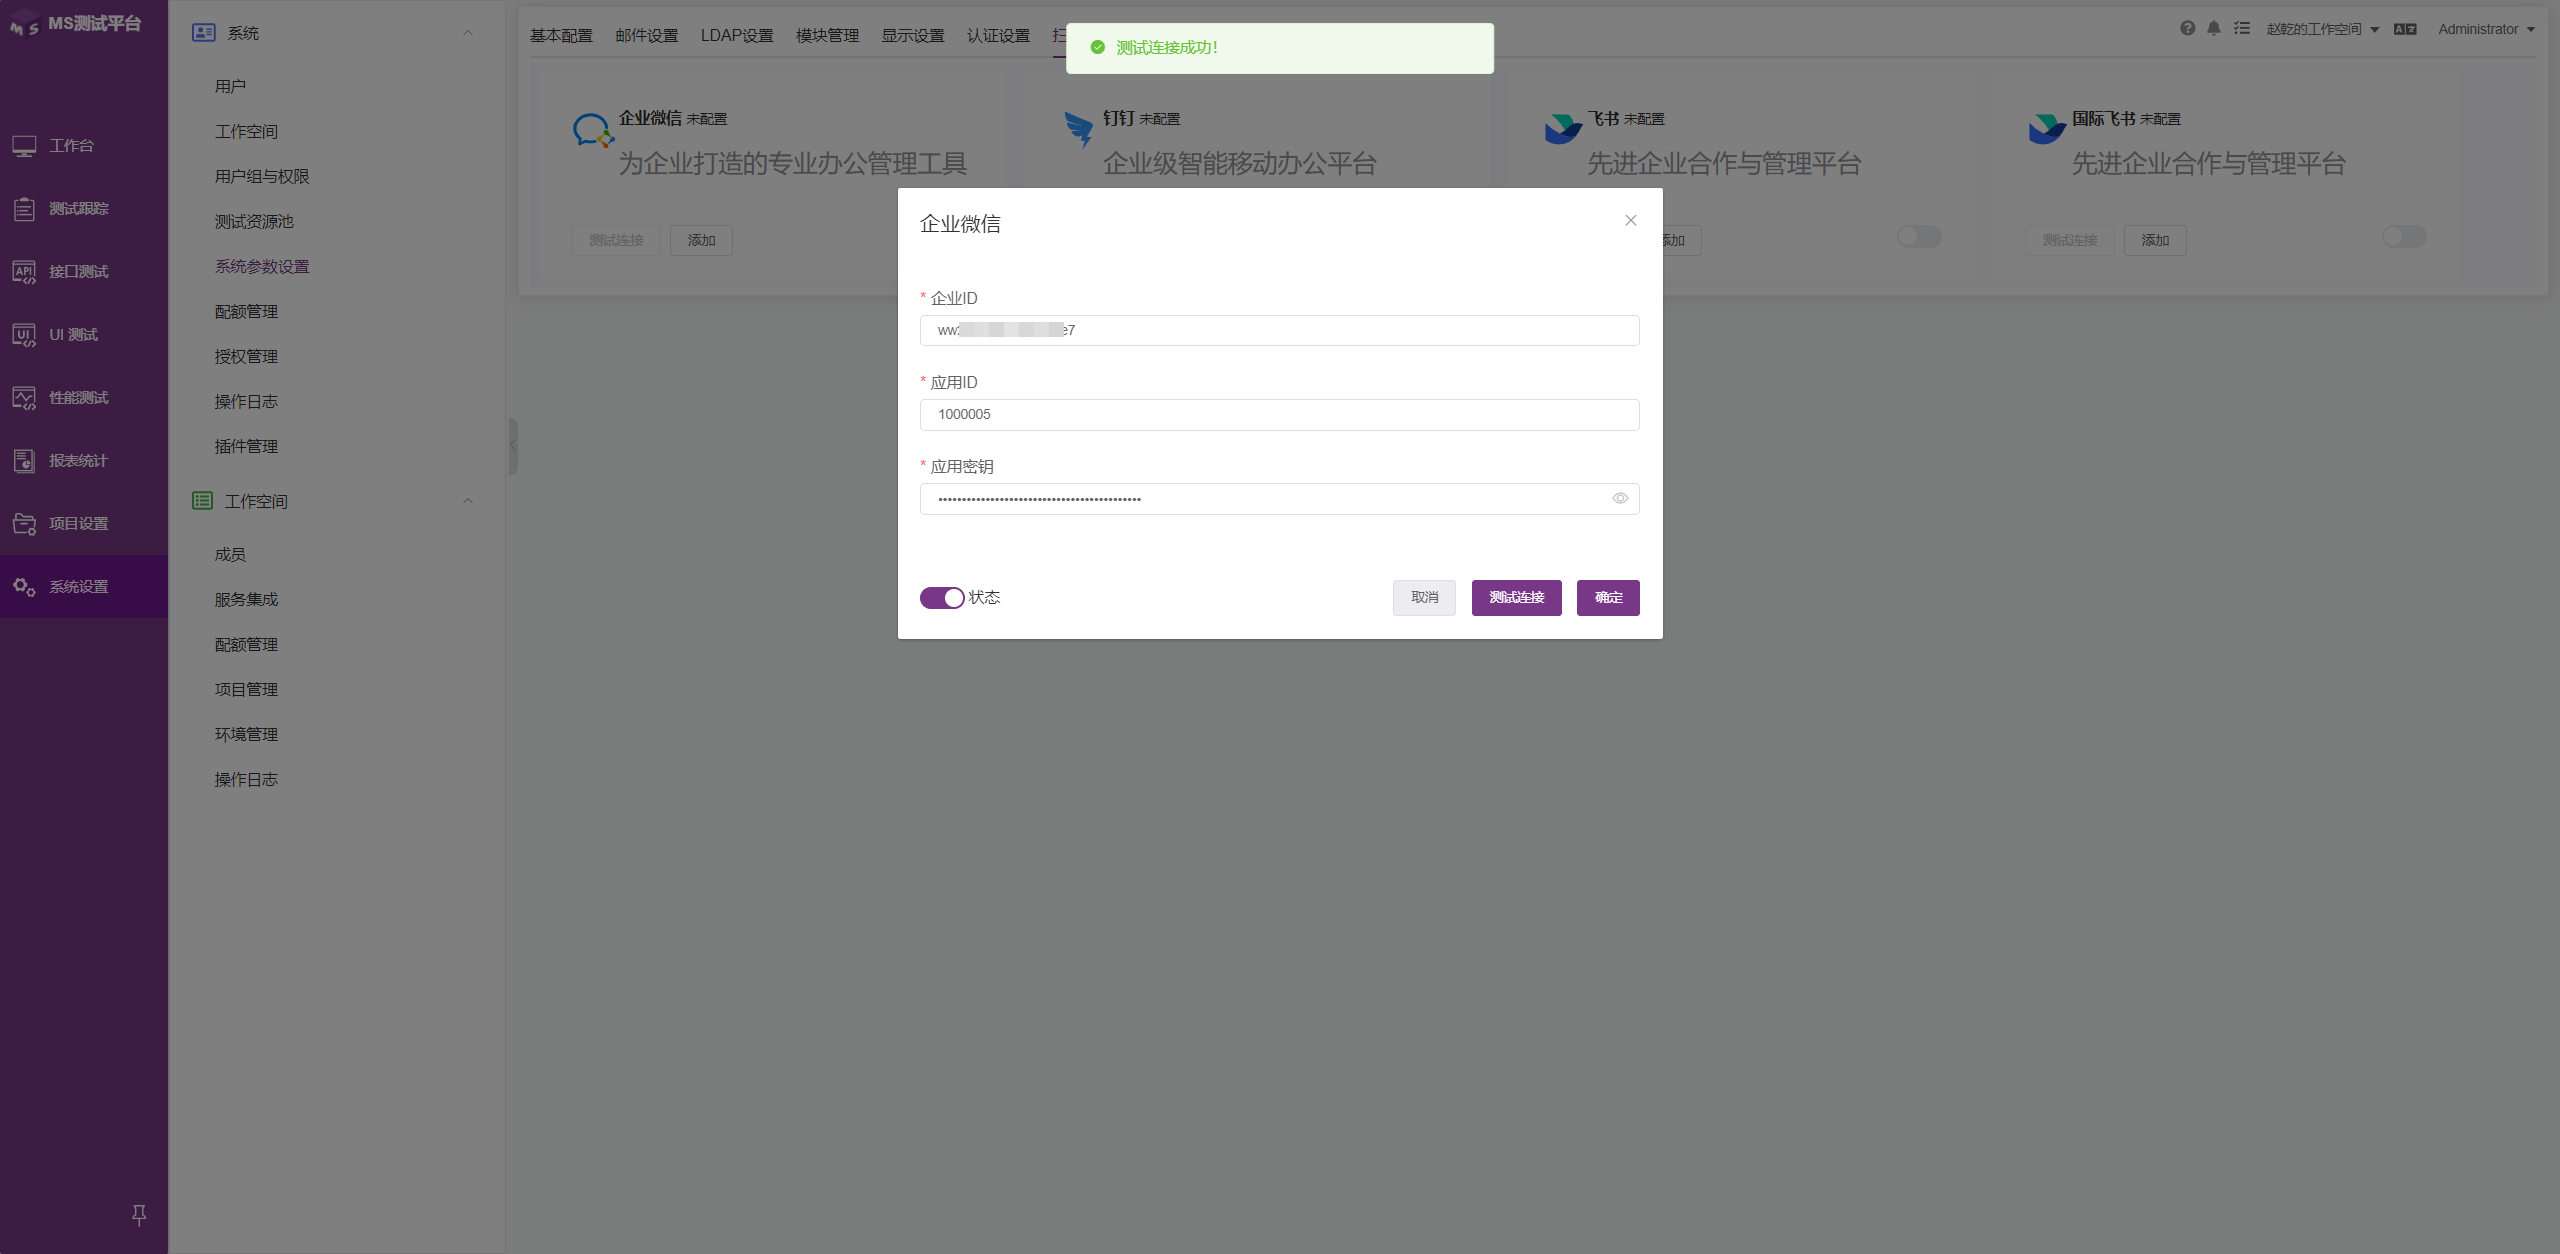 MS测试平台
工作台
测试跟踪
接口测试
UI 测试
性能测试
报表统计
项目设置
系统设置
系统
用户
工作空间
用户组与权限
测试资源池
系统参数设置
配额管理
授权管理
操作日志
插件管理
工作空间
成员
服务集成
配额管理
项目管理
环境管理
操作日志
基本配置 邮件设置 LDAP设置 模块管理 显示设置 认证设置
测试连接成功!
赵乾的工作空间 Administrator
企业微信 未配置
为企业打造的专业办公管理工具
测试连接 添加
钉钉 未配置
企业级智能移动办公平台
飞书 未配置
先进企业合作与管理平台
添加
国际飞书 未配置
先进企业合作与管理平台
测试连接 添加
企业微信
* 企业ID
ww e7
* 应用ID
1000005
* 应用密钥
状态
取消 测试连接 确定